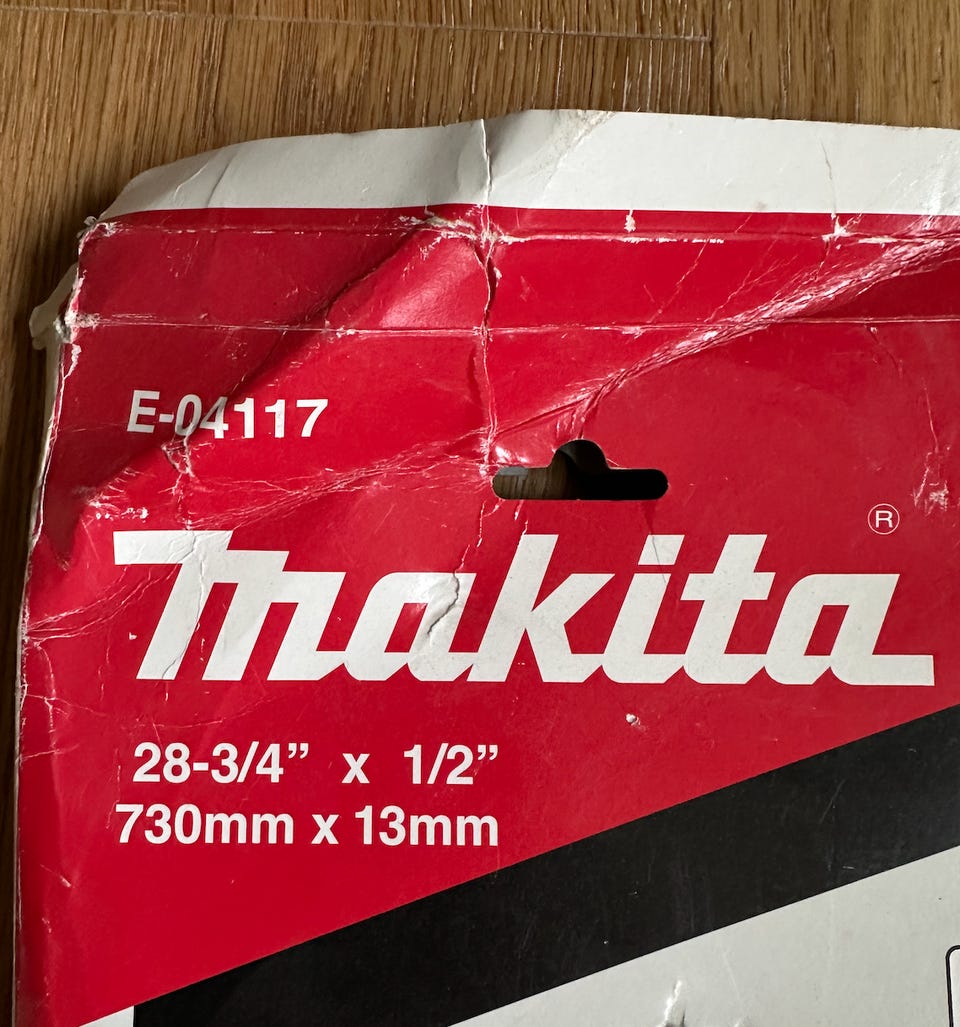 E-04117
makita ®
28-3/4” x 1/2”
730mm x 13mm